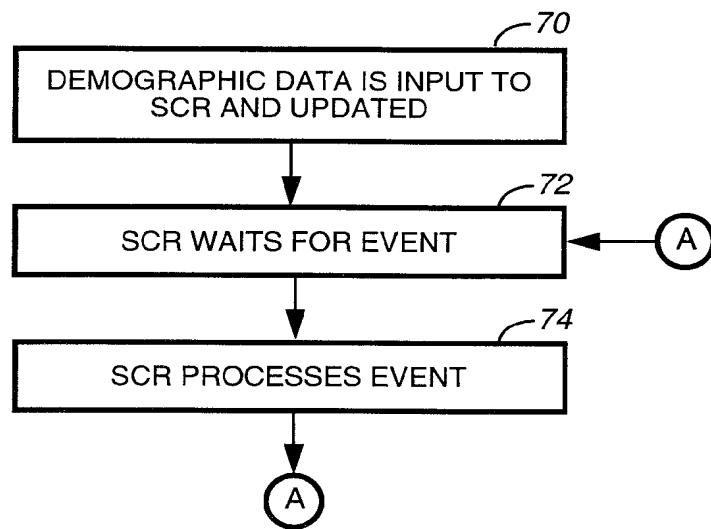 70
DEMOGRAPHIC DATA IS INPUT TO
SCR AND UPDATED
72
SCR WAITS FOR EVENT
A
74
SCR PROCESSES EVENT
A